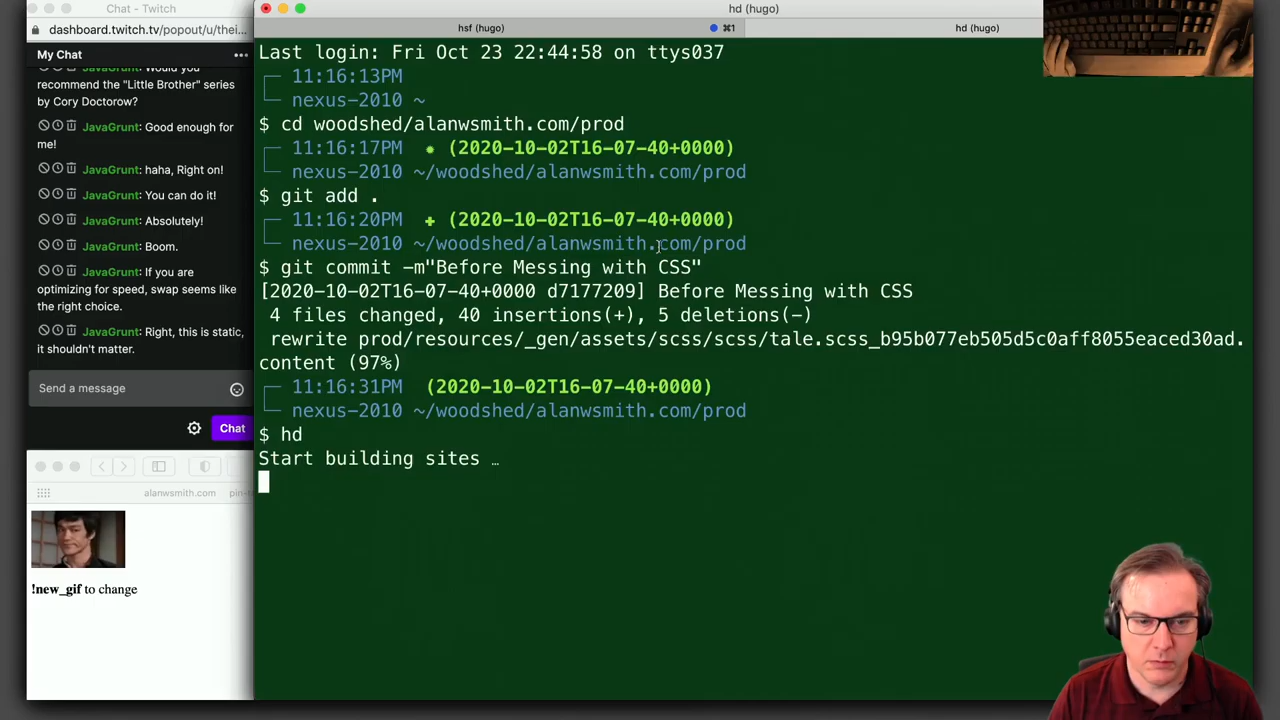 Chat - Twitch
dashboard.twitch.tv/popout/u/thei
My Chat
recommend the "Little Brother" series
by Cory Doctorow?
JavaGrunt: Good enough for
me!
JavaGrunt: haha, Right on!
JavaGrunt: You can do it!
JavaGrunt: Absolutely!
JavaGrunt: Boom.
JavaGrunt: If you are
optimizing for speed, swap seems like
the right choice.
JavaGrunt: Right, this is static,
it shouldn't matter.
Send a message
Chat
alanwsmith.com
!new_gif to change
hd (hugo)
hsf (hugo)
⌘1
hd (hugo)
Last login: Fri Oct 23 22:44:58 on ttys037
11:16:13PM
nexus-2010 ~
$ cd woodshed/alanwsmith.com/prod
11:16:17PM ✹ (2020-10-02T16-07-40+0000)
nexus-2010 ~/woodshed/alanwsmith.com/prod
$ git add .
11:16:20PM ✚ (2020-10-02T16-07-40+0000)
nexus-2010 ~/woodshed/alanwsmith.com/prod
$ git commit -m"Before Messing with CSS"
[2020-10-02T16-07-40+0000 d7177209] Before Messing with CSS
4 files changed, 40 insertions(+), 5 deletions(-)
rewrite prod/resources/_gen/assets/scss/scss/tale.scss_b95b077eb505d5c0aff8055eaced30ad.
content (97%)
11:16:31PM (2020-10-02T16-07-40+0000)
nexus-2010 ~/woodshed/alanwsmith.com/prod
$ hd
Start building sites …